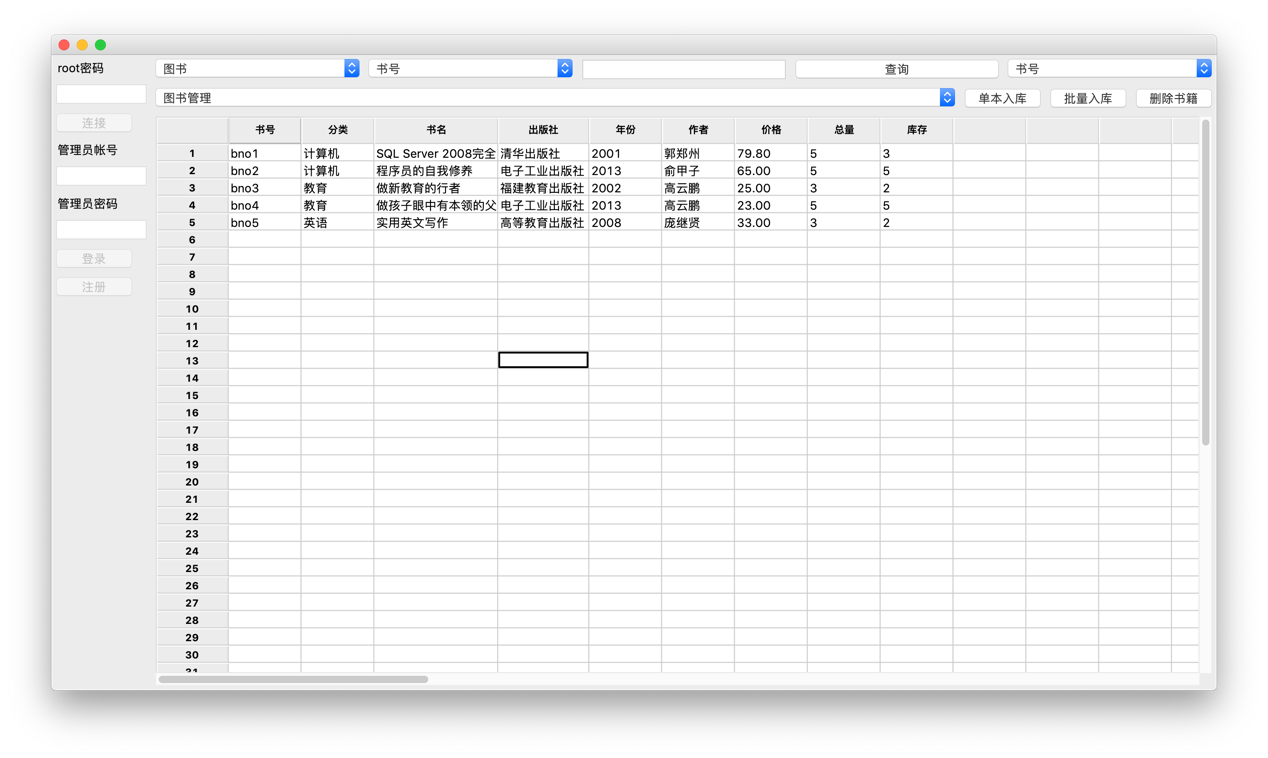 root密码 图书 书号 查询 书号
图书管理 单本入库 批量入库 删除书籍
连接
管理员帐号
管理员密码
登录
注册
书号 分类 书名 出版社 年份 作者 价格 总量 库存
1 bno1 计算机 SQL Server 2008完全 清华出版社 2001 郭郑州 79.80 5 3
2 bno2 计算机 程序员的自我修养 电子工业出版社 2013 俞甲子 65.00 5 5
3 bno3 教育 做新教育的行者 福建教育出版社 2002 高云鹏 25.00 3 2
4 bno4 教育 做孩子眼中有本领的父 电子工业出版社 2013 高云鹏 23.00 5 5
5 bno5 英语 实用英文写作 高等教育出版社 2008 庞继贤 33.00 3 2
6
7
8
9
10
11
12
13
14
15
16
17
18
19
20
21
22
23
24
25
26
27
28
29
30
31